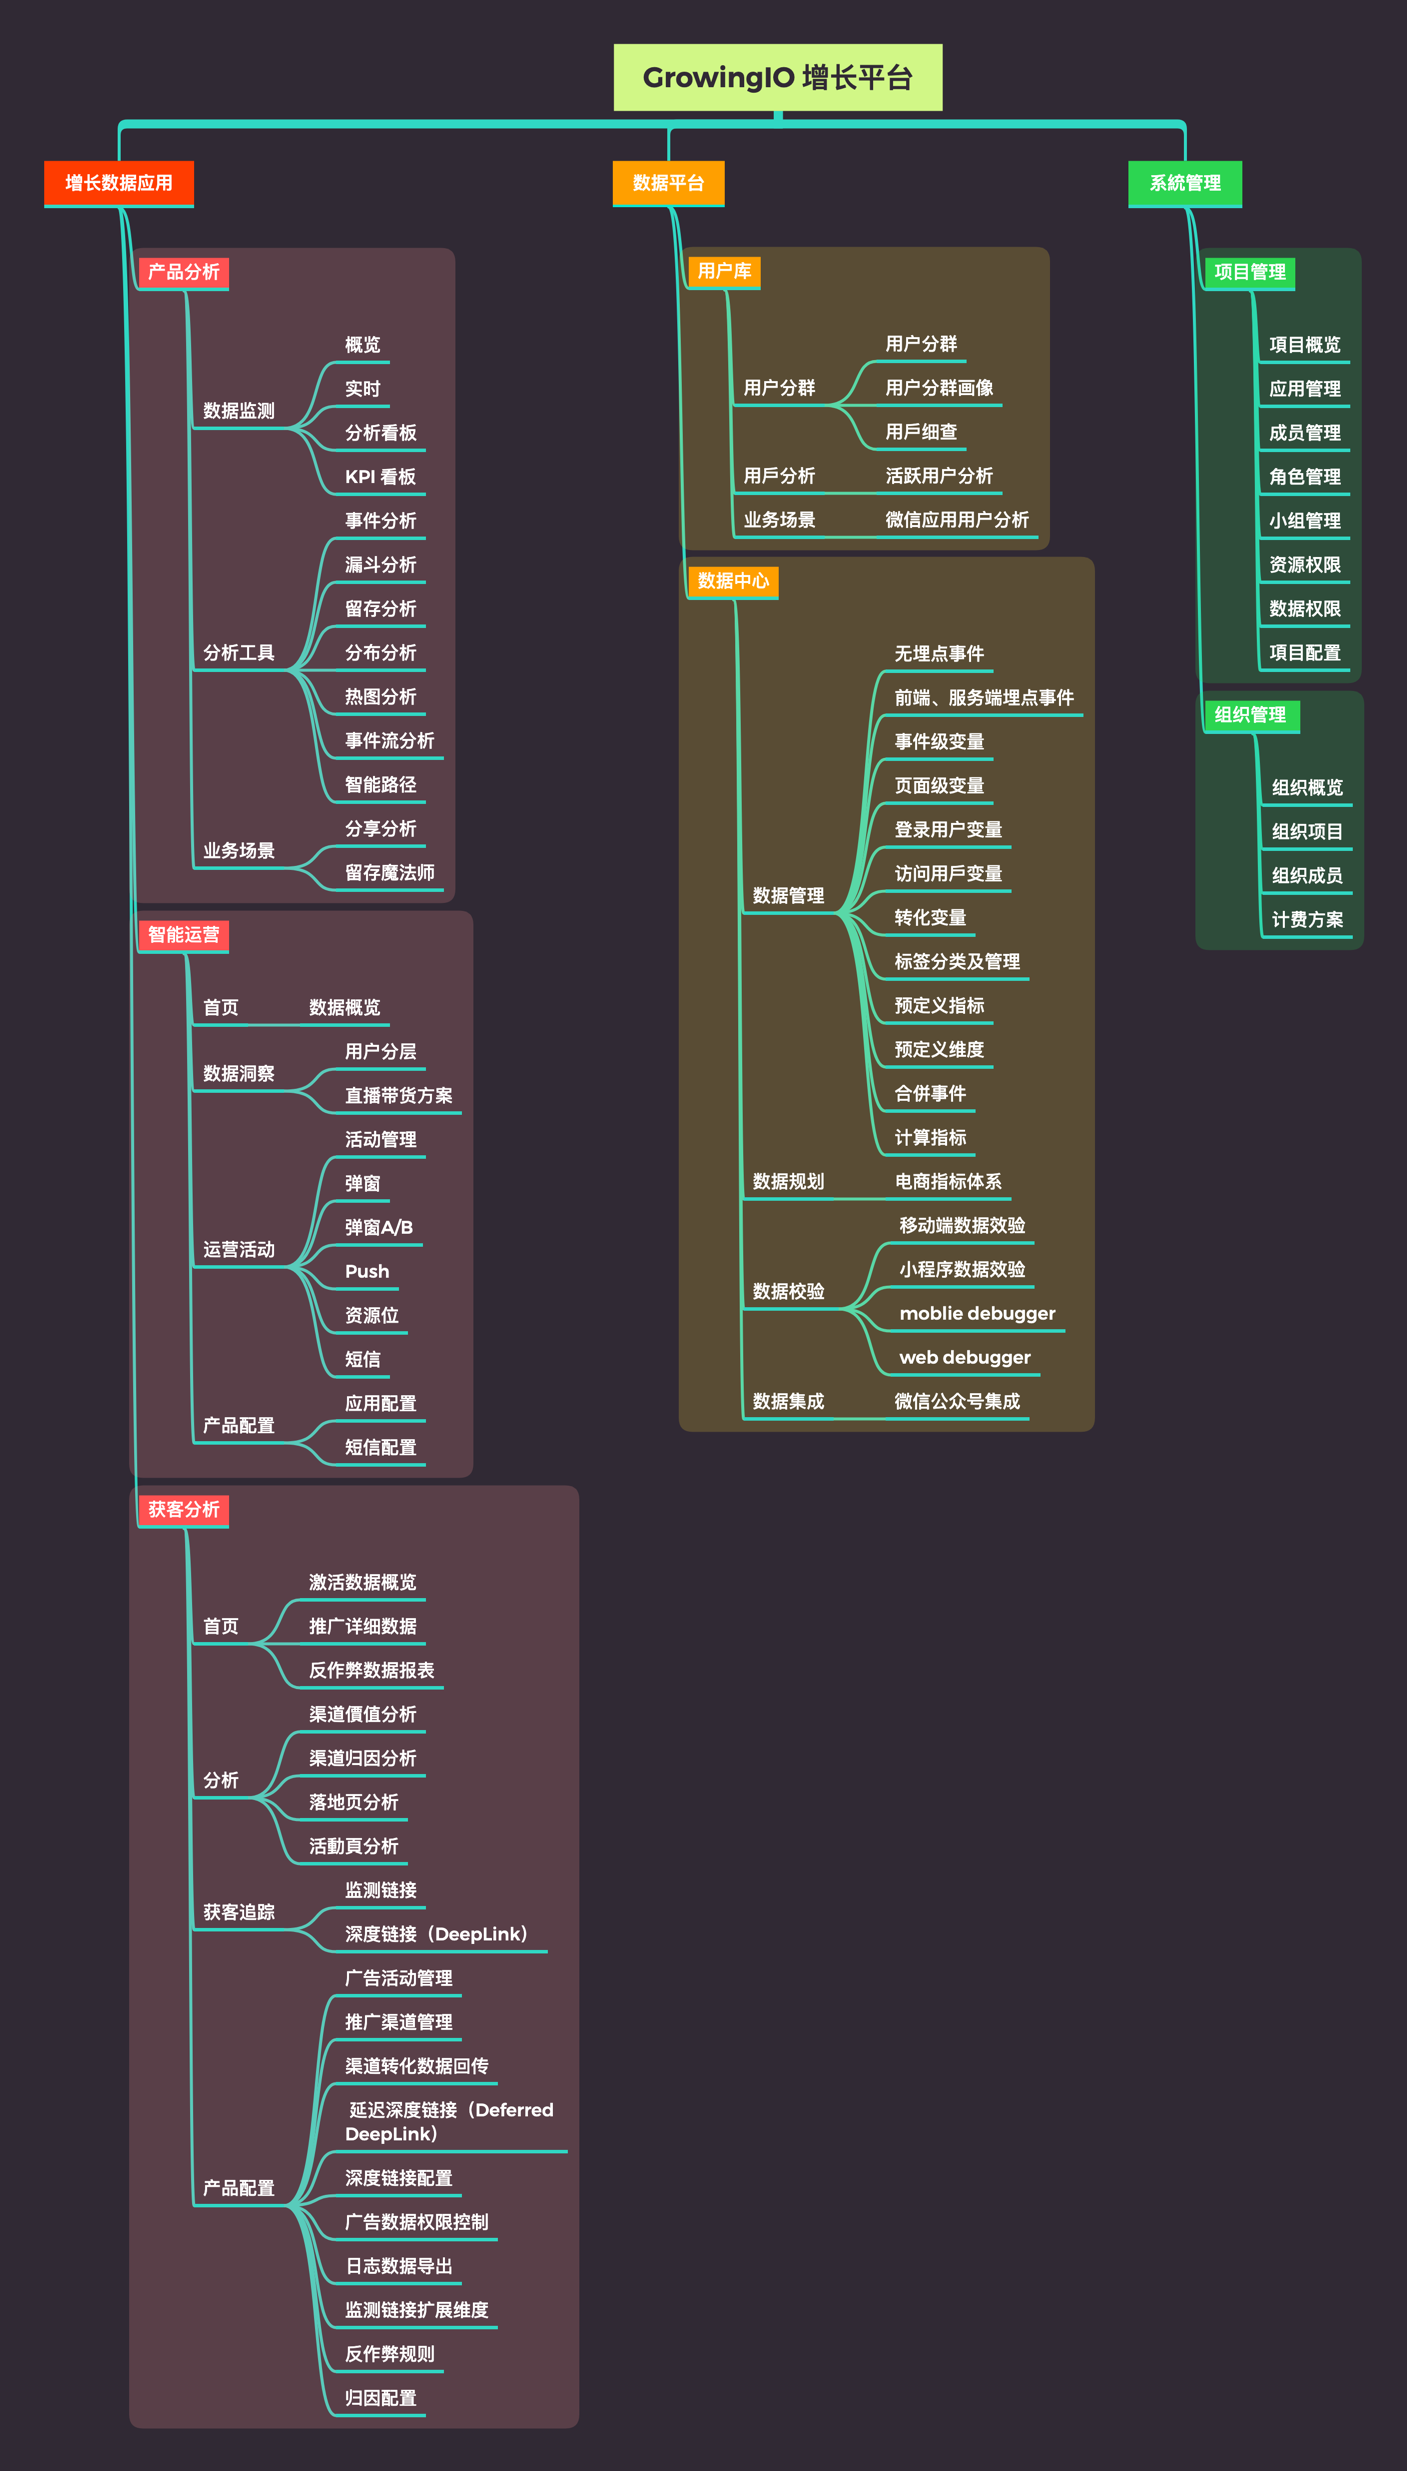 GrowingIO 增长平台
增长数据应用
产品分析
数据监测
概览
实时
分析看板
KPI 看板
分析工具
事件分析
漏斗分析
留存分析
分布分析
热图分析
事件流分析
智能路径
业务场景
分享分析
留存魔法师
智能运营
首页
数据概览
数据洞察
用户分层
直播带货方案
运营活动
活动管理
弹窗
弹窗A/B
Push
资源位
短信
产品配置
应用配置
短信配置
获客分析
首页
激活数据概览
推广详细数据
反作弊数据报表
分析
渠道價值分析
渠道归因分析
落地页分析
活動頁分析
获客追踪
监测链接
深度链接（DeepLink）
产品配置
广告活动管理
推广渠道管理
渠道转化数据回传
延迟深度链接（Deferred
DeepLink）
深度链接配置
广告数据权限控制
日志数据导出
监测链接扩展维度
反作弊规则
归因配置
数据平台
用户库
用户分群
用户分群
用户分群画像
用戶细查
用戶分析
活跃用户分析
业务场景
微信应用用户分析
数据中心
数据管理
无埋点事件
前端、服务端埋点事件
事件级变量
页面级变量
登录用户变量
访问用戶变量
转化变量
标签分类及管理
预定义指标
预定义维度
合併事件
计算指标
数据规划
电商指标体系
数据校验
移动端数据效验
小程序数据效验
moblie debugger
web debugger
数据集成
微信公众号集成
系統管理
项目管理
項目概览
应用管理
成员管理
角色管理
小组管理
资源权限
数据权限
項目配置
组织管理
组织概览
组织项目
组织成员
计费方案